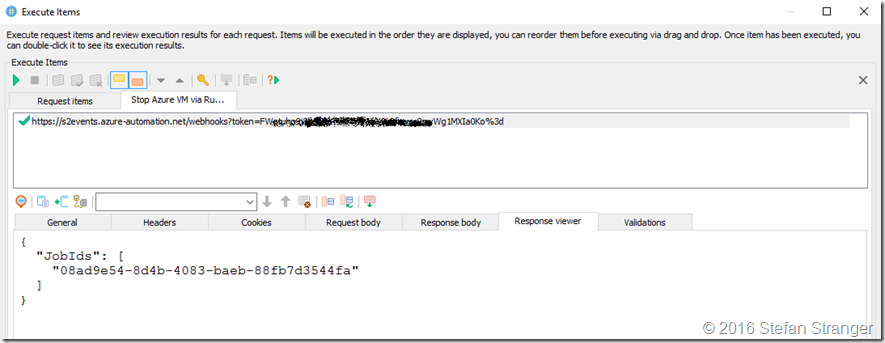 Execute Items
Execute request items and review execution results for each request. Items will be executed in the order they are displayed, you can reorder them before executing via drag and drop. Once item has been executed, you
can double-click it to see its execution results.
Execute Items
Request items
Stop Azure VM via Ru...
https://s2events.azure-automation.net/webhooks?token=FW Wg1MXIa0Ko%3d
General
Headers
Cookies
Request body
Response body
Response viewer
Validations
{
"JobIds": [
"08ad9e54-8d4b-4083-baeb-88fb7d3544fa"
]
}
© 2016 Stefan Stranger